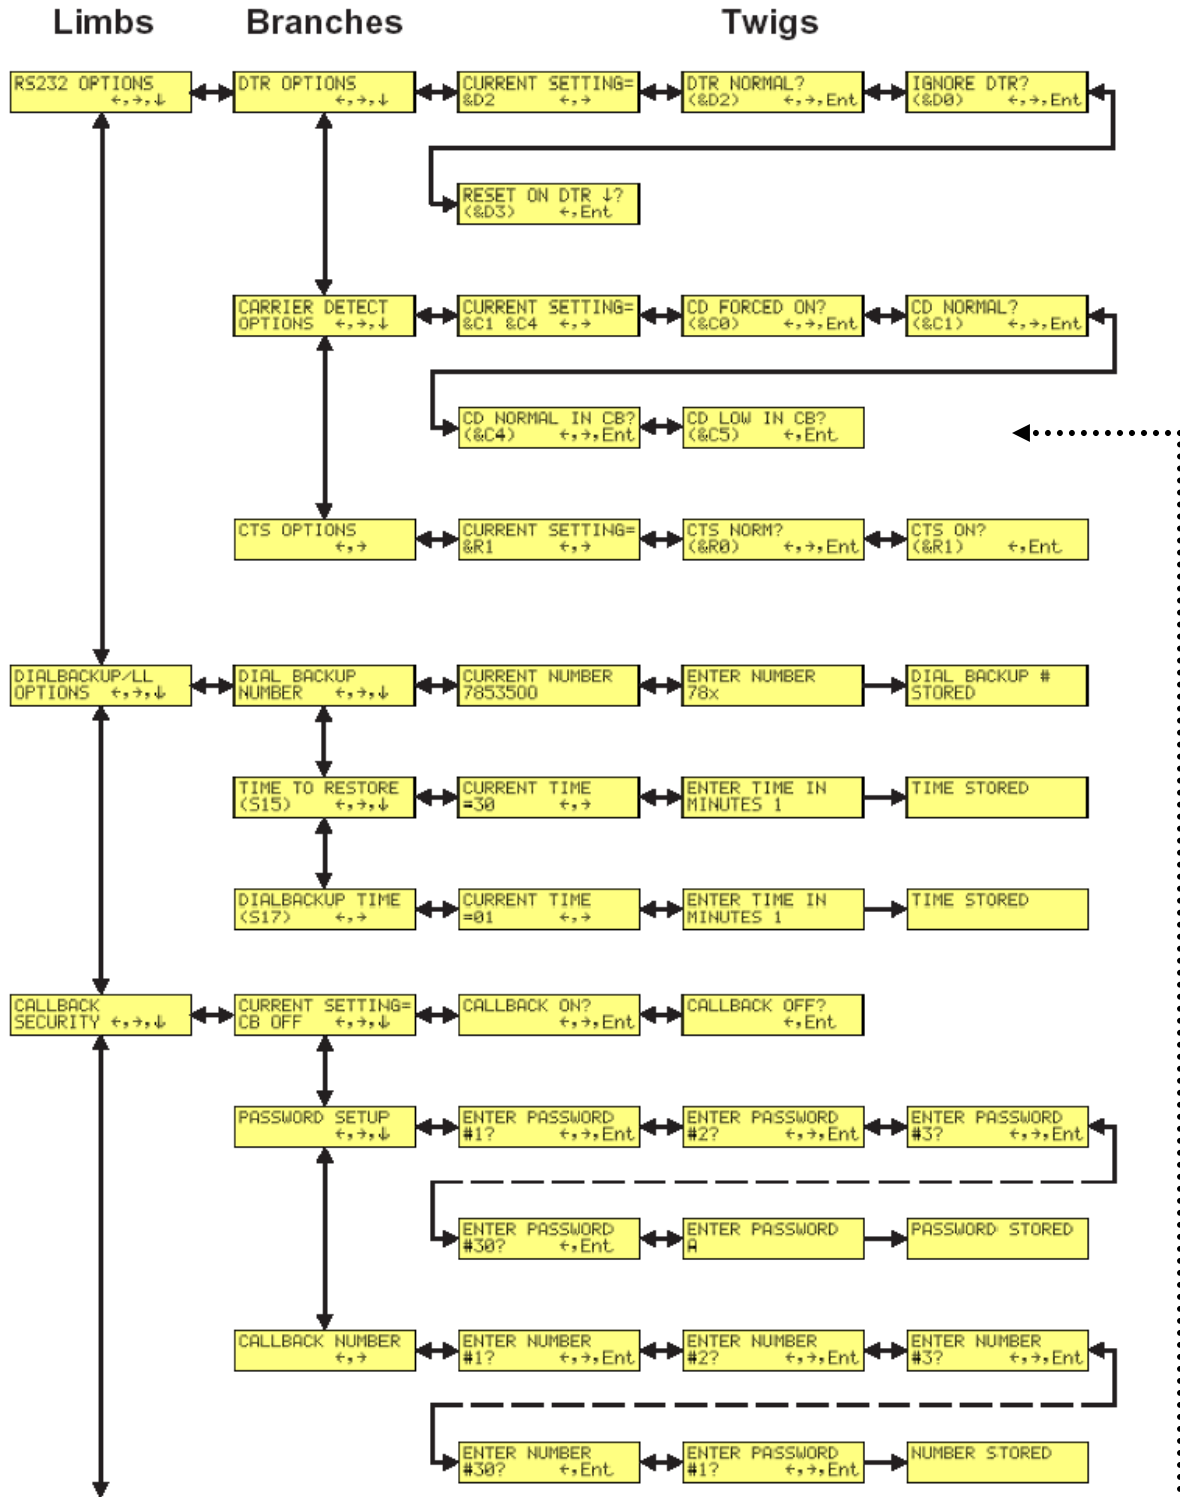 Limbs Branches Twigs
RS232 OPTIONS
←,→,↓
DTR OPTIONS
←,→,↓
CURRENT SETTING=
&D2 ←,→
DTR NORMAL?
(&D2) ←,→,Ent
IGNORE DTR?
(&D0) ←,→,Ent
RESET ON DTR ↓?
(&D3) ←,Ent
CARRIER DETECT
OPTIONS ←,→,↓
CURRENT SETTING=
&C1 &C4 ←,→
CD FORCED ON?
(&C0) ←,→,Ent
CD NORMAL?
(&C1) ←,→,Ent
CD NORMAL IN CB?
(&C4) ←,→,Ent
CD LOW IN CB?
(&C5) ←,Ent
CTS OPTIONS
←,→
CURRENT SETTING=
&R1 ←,→
CTS NORM?
(&R0) ←,→,Ent
CTS ON?
(&R1) ←,Ent
DIALBACKUP/LL
OPTIONS ←,→,↓
DIAL BACKUP
NUMBER ←,→,↓
CURRENT NUMBER
7853500
ENTER NUMBER
78x
DIAL BACKUP #
STORED
TIME TO RESTORE
(S15) ←,→,↓
CURRENT TIME
=30 ←,→
ENTER TIME IN
MINUTES 1
TIME STORED
DIALBACKUP TIME
(S17) ←,→
CURRENT TIME
=01 ←,→
ENTER TIME IN
MINUTES 1
TIME STORED
CALLBACK
SECURITY ←,→,↓
CURRENT SETTING=
CB OFF ←,→,↓
CALLBACK ON?
←,→,Ent
CALLBACK OFF?
←,Ent
PASSWORD SETUP
←,→,↓
ENTER PASSWORD
#1? ←,→,Ent
ENTER PASSWORD
#2? ←,→,Ent
ENTER PASSWORD
#3? ←,→,Ent
ENTER PASSWORD
#30? ←,Ent
ENTER PASSWORD
A
PASSWORD STORED
CALLBACK NUMBER
←,→
ENTER NUMBER
#1? ←,→,Ent
ENTER NUMBER
#2? ←,→,Ent
ENTER NUMBER
#3? ←,→,Ent
ENTER NUMBER
#30? ←,Ent
ENTER PASSWORD
#1? ←,→,Ent
NUMBER STORED